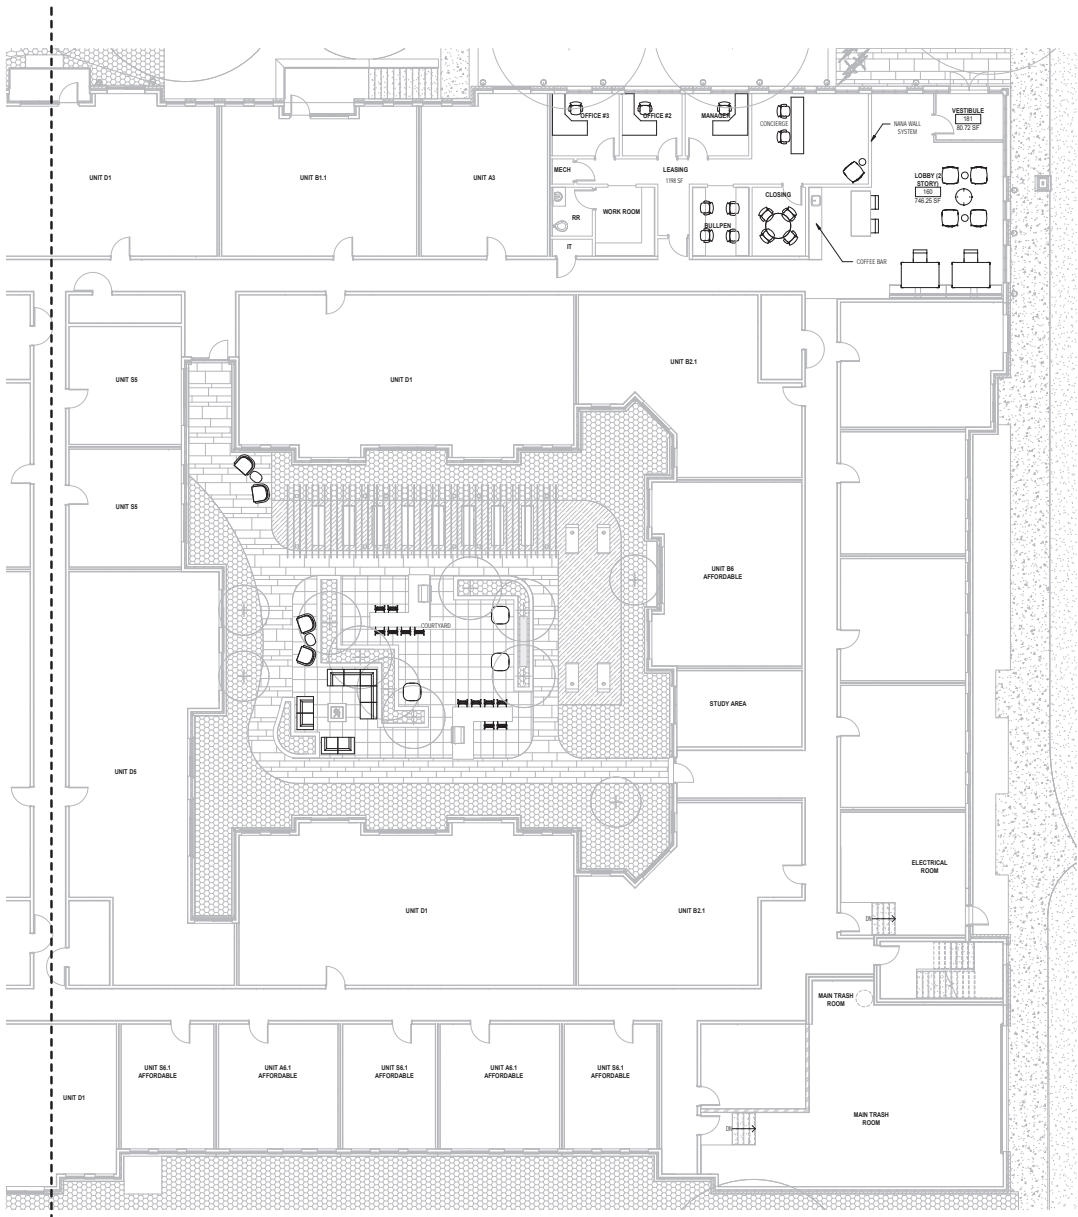 OFFICE #3
OFFICE #2
MANAGER
CONCIERGE
VESTIBULE
181
80.72 SF
NANA WALL
SYSTEM
UNIT D1
UNIT B1.1
UNIT A3
MECH
LEASING
1198 SF
LOBBY (2
STORY)
160
746.25 SF
CLOSING
RR
WORK ROOM
BULLPEN
IT
COFFEE BAR
UNIT S5
UNIT D1
UNIT B2.1
UNIT S5
UNIT B6
AFFORDABLE
COURTYARD
STUDY AREA
UNIT D5
ELECTRICAL
ROOM
UNIT D1
UNIT B2.1
DN
MAIN TRASH
ROOM
UNIT S6.1
AFFORDABLE
UNIT A6.1
AFFORDABLE
UNIT S6.1
AFFORDABLE
UNIT A6.1
AFFORDABLE
UNIT S6.1
AFFORDABLE
UNIT D1
MAIN TRASH
ROOM
DN